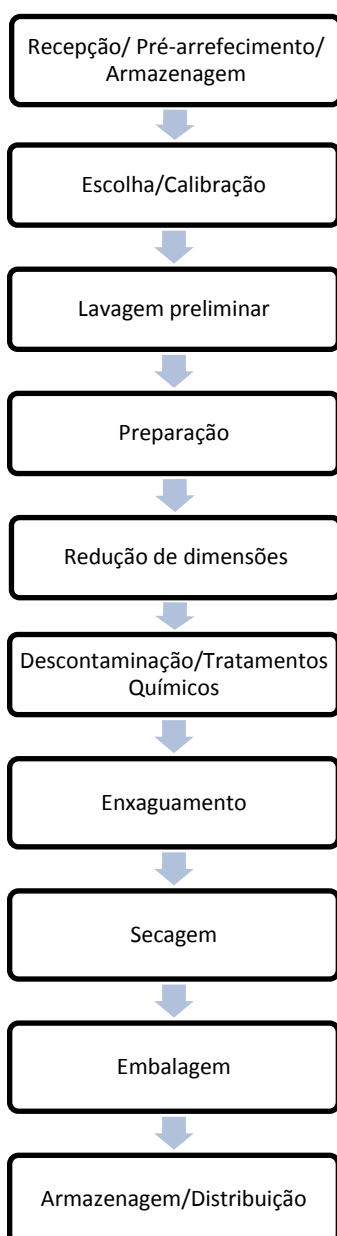 Recepção/ Pré-arrefecimento/
Armazenagem
Escolha/Calibração
Lavagem preliminar
Preparação
Redução de dimensões
Descontaminação/Tratamentos
Químicos
Enxaguamento
Secagem
Embalagem
Armazenagem/Distribuição